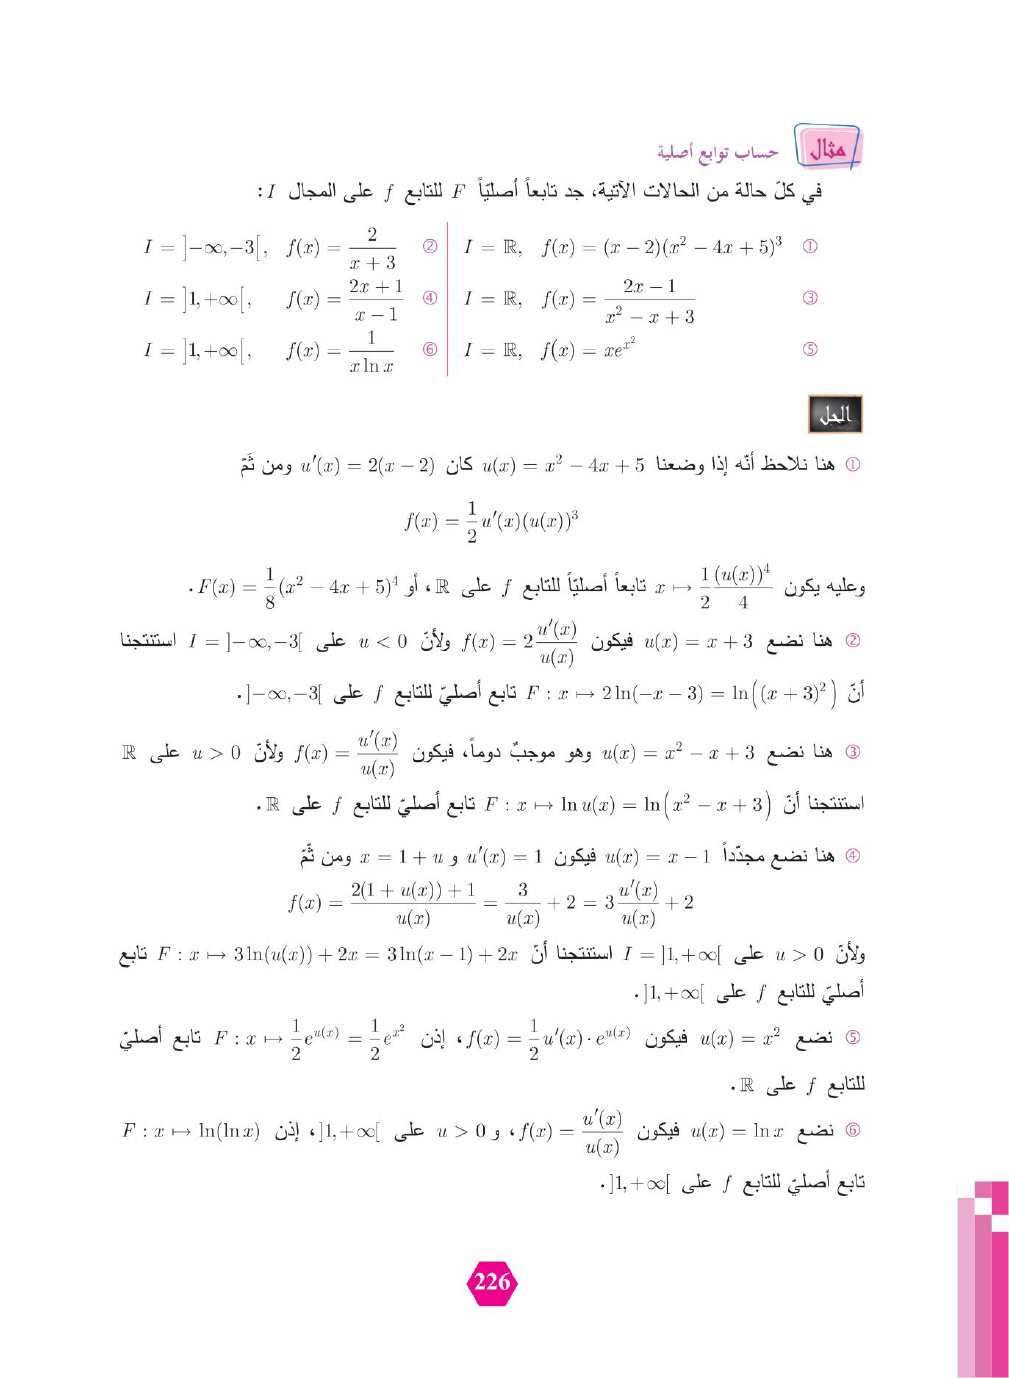 مثال حساب توابع أصلية
في كلّ حالة من الحالات الآتية، جد تابعاً أصليّاً F للتابع f على المجال I :
① I = ℝ, f(x) = (x − 2)(x² − 4x + 5)³ ② I = ]−∞,−3[, f(x) = 2/(x + 3)
③ I = ℝ, f(x) = (2x − 1)/(x² − x + 3) ④ I = ]1,+∞[, f(x) = (2x + 1)/(x − 1)
⑤ I = ℝ, f(x) = xe^{x²} ⑥ I = ]1,+∞[, f(x) = 1/(x ln x)
الحل
① هنا نلاحظ أنّه إذا وضعنا u(x) = x² − 4x + 5 كان u′(x) = 2(x − 2) ومن ثَمّ
f(x) = 1/2 u′(x)(u(x))³
وعليه يكون x ↦ 1/2 (u(x))⁴/4 تابعاً أصليّاً للتابع f على ℝ، أو F(x) = 1/8 (x² − 4x + 5)⁴ .
② هنا نضع u(x) = x + 3 فيكون f(x) = 2 u′(x)/u(x) ولأنّ u < 0 على I = ]−∞,−3[ استنتجنا
أنّ F : x ↦ 2 ln(−x − 3) = ln((x + 3)²) تابع أصليّ للتابع f على ]−∞,−3[ .
③ هنا نضع u(x) = x² − x + 3 وهو موجبٌ دوماً، فيكون f(x) = u′(x)/u(x) ولأنّ u > 0 على ℝ
استنتجنا أنّ F : x ↦ ln u(x) = ln(x² − x + 3) تابع أصليّ للتابع f على ℝ .
④ هنا نضع مجدّداً u(x) = x − 1 فيكون u′(x) = 1 و x = 1 + u ومن ثَمّ
f(x) = (2(1 + u(x)) + 1)/u(x) = 3/u(x) + 2 = 3 u′(x)/u(x) + 2
ولأنّ u > 0 على I = ]1,+∞[ استنتجنا أنّ F : x ↦ 3 ln(u(x)) + 2x = 3 ln(x − 1) + 2x تابع
أصليّ للتابع f على ]1,+∞[ .
⑤ نضع u(x) = x² فيكون f(x) = 1/2 u′(x) · e^{u(x)}، إذن F : x ↦ 1/2 e^{u(x)} = 1/2 e^{x²} تابع أصليّ
للتابع f على ℝ .
⑥ نضع u(x) = ln x فيكون f(x) = u′(x)/u(x)، و u > 0 على ]1,+∞[، إذن F : x ↦ ln(ln x)
تابع أصليّ للتابع f على ]1,+∞[ .
226